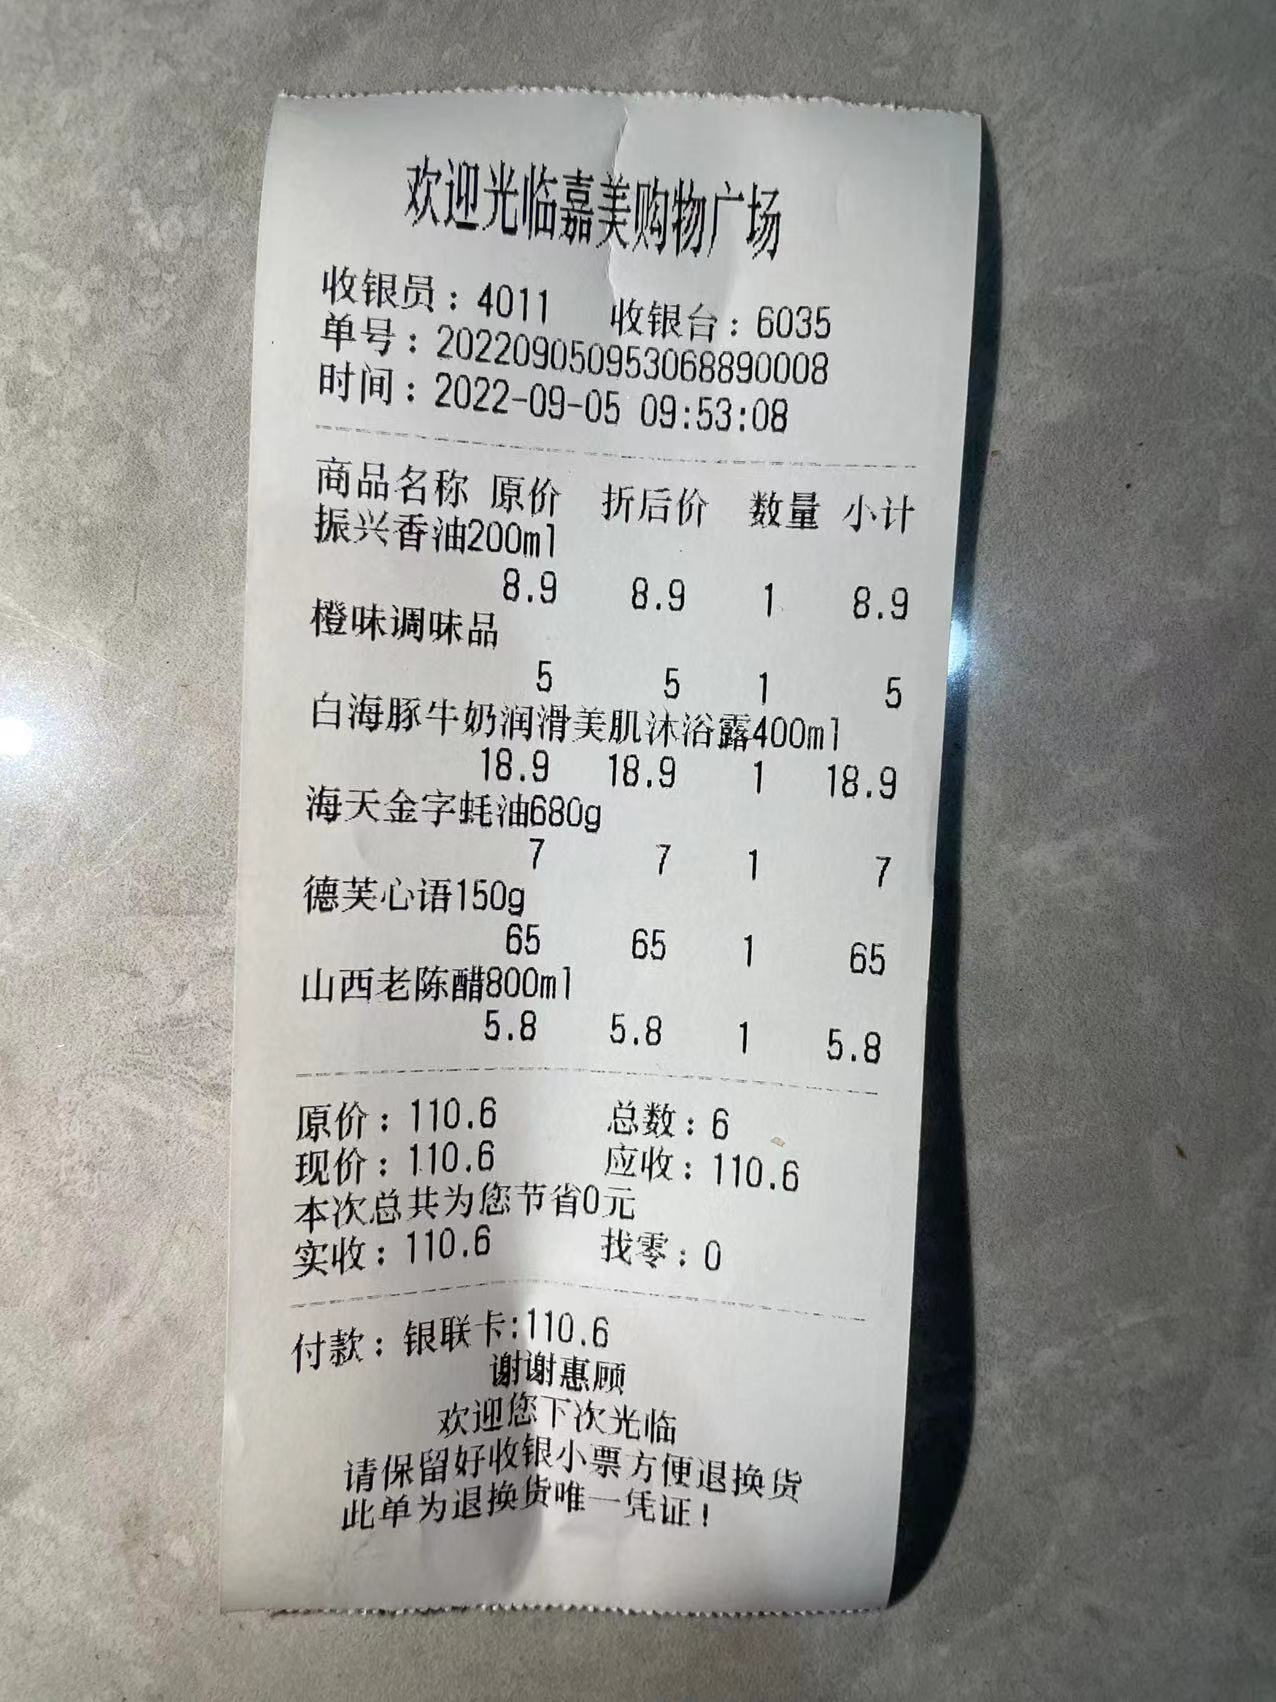 欢迎光临嘉美购物广场
收银员：4011 收银台：6035
单号：202209050953068890008
时间：2022-09-05 09:53:08
商品名称 原价 折后价 数量 小计
振兴香油200ml
8.9 8.9 1 8.9
橙味调味品
5 5 1 5
白海豚牛奶润滑美肌沐浴露400ml
18.9 18.9 1 18.9
海天金字蚝油680g
7 7 1 7
德芙心语150g
65 65 1 65
山西老陈醋800ml
5.8 5.8 1 5.8
原价：110.6 总数：6
现价：110.6 应收：110.6
本次总共为您节省0元
实收：110.6 找零：0
付款：银联卡:110.6
谢谢惠顾
欢迎您下次光临
请保留好收银小票方便退换货
此单为退换货唯一凭证！